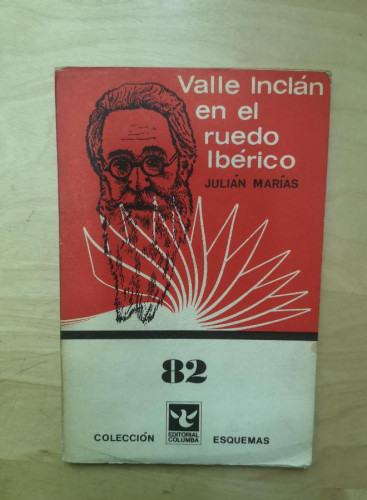 Valle Inclán
en el
ruedo
Ibérico
JULIÁN MARÍAS
82
EDITORIAL
COLUMBA
COLECCIÓN
ESQUEMAS